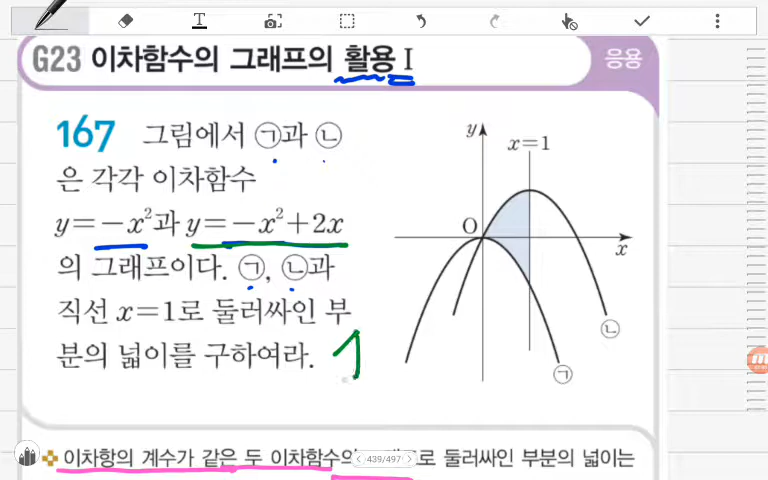 G23 이차함수의 그래프의 활용 I
응용
167 그림에서 ㉠과 ㉡
은 각각 이차함수
y=-x²과 y=-x²+2x
의 그래프이다. ㉠, ㉡과
직선 x=1로 둘러싸인 부
분의 넓이를 구하여라. 1
y
x=1
O
x
㉡
㉠
이차항의 계수가 같은 두 이차함수의 로 둘러싸인 부분의 넓이는
439/497